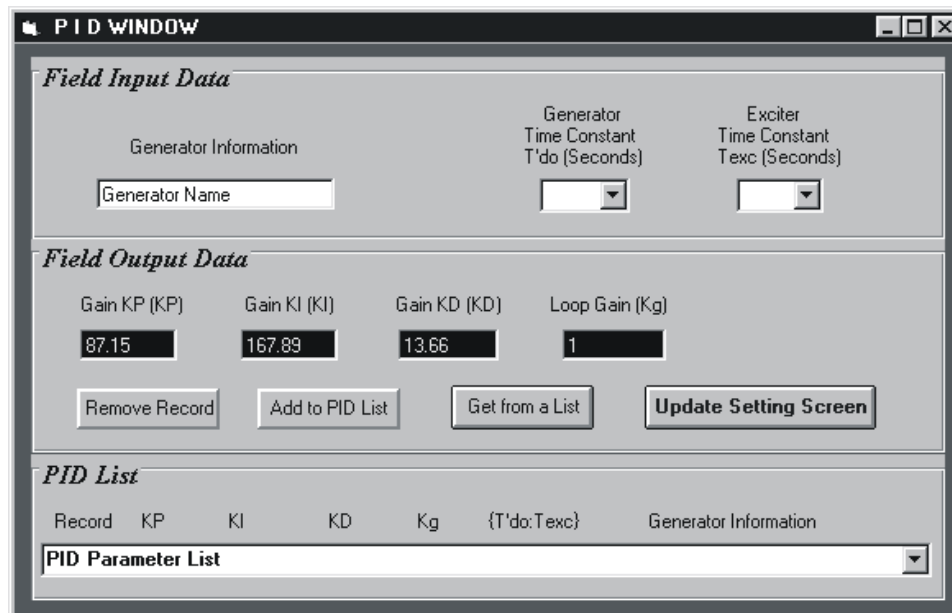 P I D WINDOW
Field Input Data
Generator Information
Generator
Time Constant
T'do (Seconds)
Exciter
Time Constant
Texc (Seconds)
Generator Name
Field Output Data
Gain KP (KP) Gain KI (KI) Gain KD (KD) Loop Gain (Kg)
87.15 167.89 13.66 1
Remove Record Add to PID List Get from a List Update Setting Screen
PID List
Record KP KI KD Kg {T'do:Texc} Generator Information
PID Parameter List